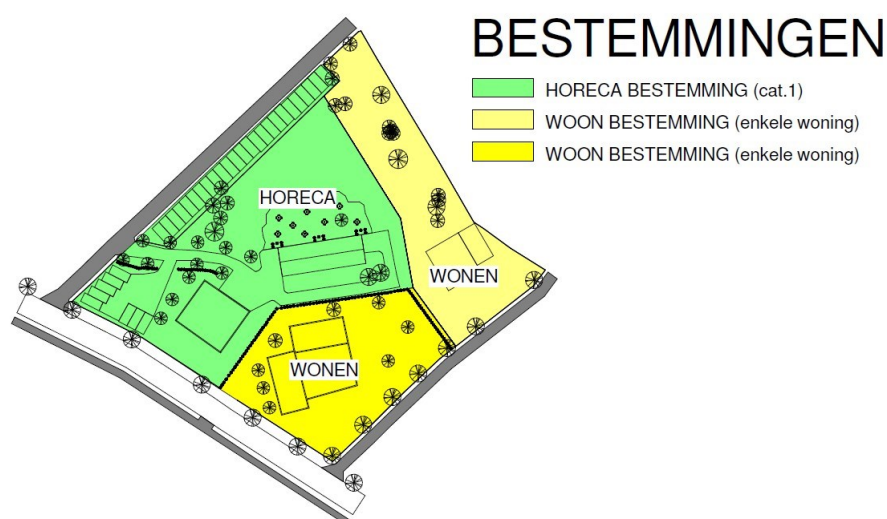 BESTEMMINGEN
HORECA BESTEMMING (cat.1)
WOON BESTEMMING (enkele woning)
WOON BESTEMMING (enkele woning)
HORECA
WONEN
WONEN